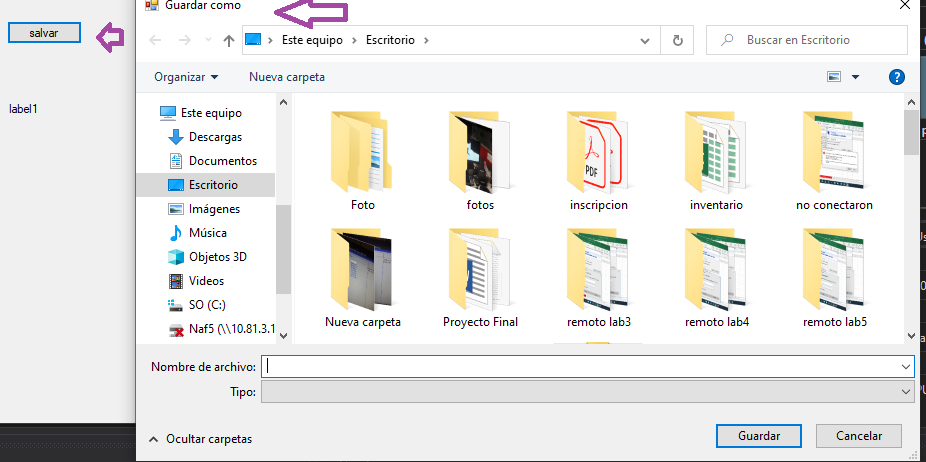 Guardar como
salvar
Este equipo
Escritorio
Buscar en Escritorio
Organizar
Nueva carpeta
?
label1
Este equipo
Descargas
Documentos
Escritorio
Imágenes
Música
Objetos 3D
Videos
SO (C:)
Naf5 (\\10.81.3.1
PDF
Foto
fotos
inscripcion
inventario
no conectaron
Nueva carpeta
Proyecto Final
remoto lab3
remoto lab4
remoto lab5
Nombre de archivo:
Tipo:
Ocultar carpetas
Guardar
Cancelar